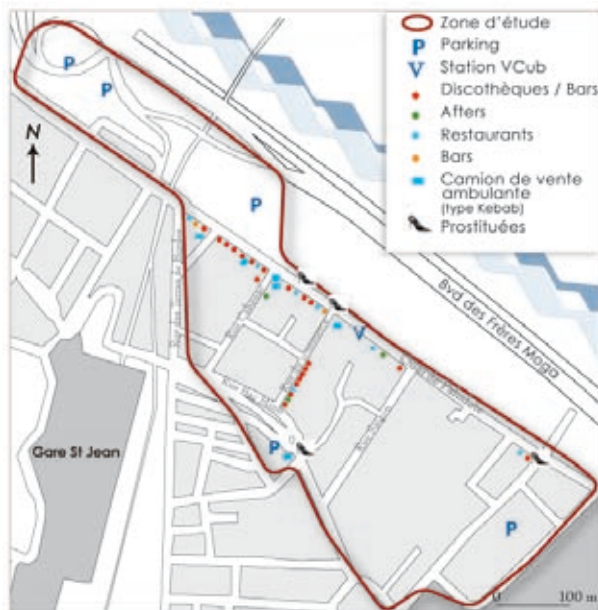 Zone d'étude
P Parking
V Station VCub
Discothèques / Bars
Afters
Restaurants
Bars
Camion de vente
ambulante
(type Kebab)
Prostituées
P
P
N
P
Bvd des Frères Moga
V
P
Gare St Jean
P
0 100 m